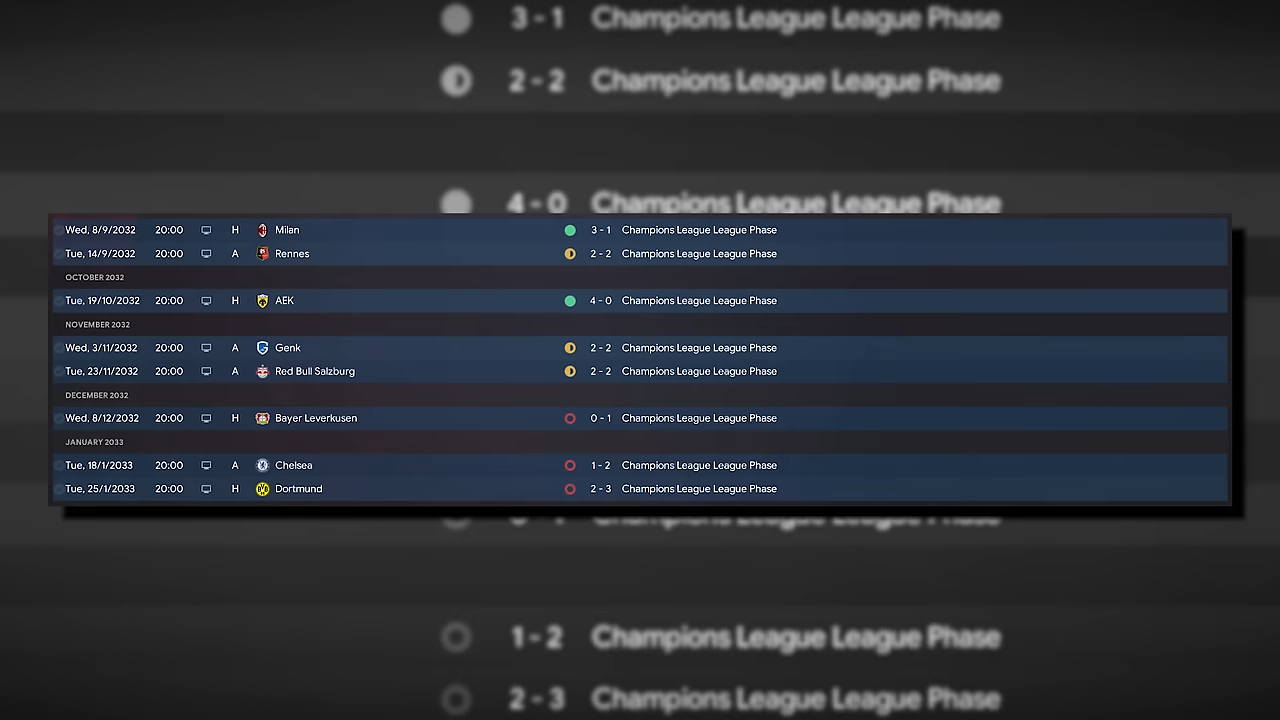 3 - 1 Champions League League Phase
2 - 2 Champions League League Phase
4 - 0 Champions League League Phase
Wed, 8/9/2032 20:00 H Milan 3 - 1 Champions League League Phase
Tue, 14/9/2032 20:00 A Rennes 2 - 2 Champions League League Phase
OCTOBER 2032
Tue, 19/10/2032 20:00 H AEK 4 - 0 Champions League League Phase
NOVEMBER 2032
Wed, 3/11/2032 20:00 A Genk 2 - 2 Champions League League Phase
Tue, 23/11/2032 20:00 A Red Bull Salzburg 2 - 2 Champions League League Phase
DECEMBER 2032
Wed, 8/12/2032 20:00 H Bayer Leverkusen 0 - 1 Champions League League Phase
JANUARY 2033
Tue, 18/1/2033 20:00 A Chelsea 1 - 2 Champions League League Phase
Tue, 25/1/2033 20:00 H Dortmund 2 - 3 Champions League League Phase
1 - 2 Champions League League Phase
2 - 3 Champions League League Phase